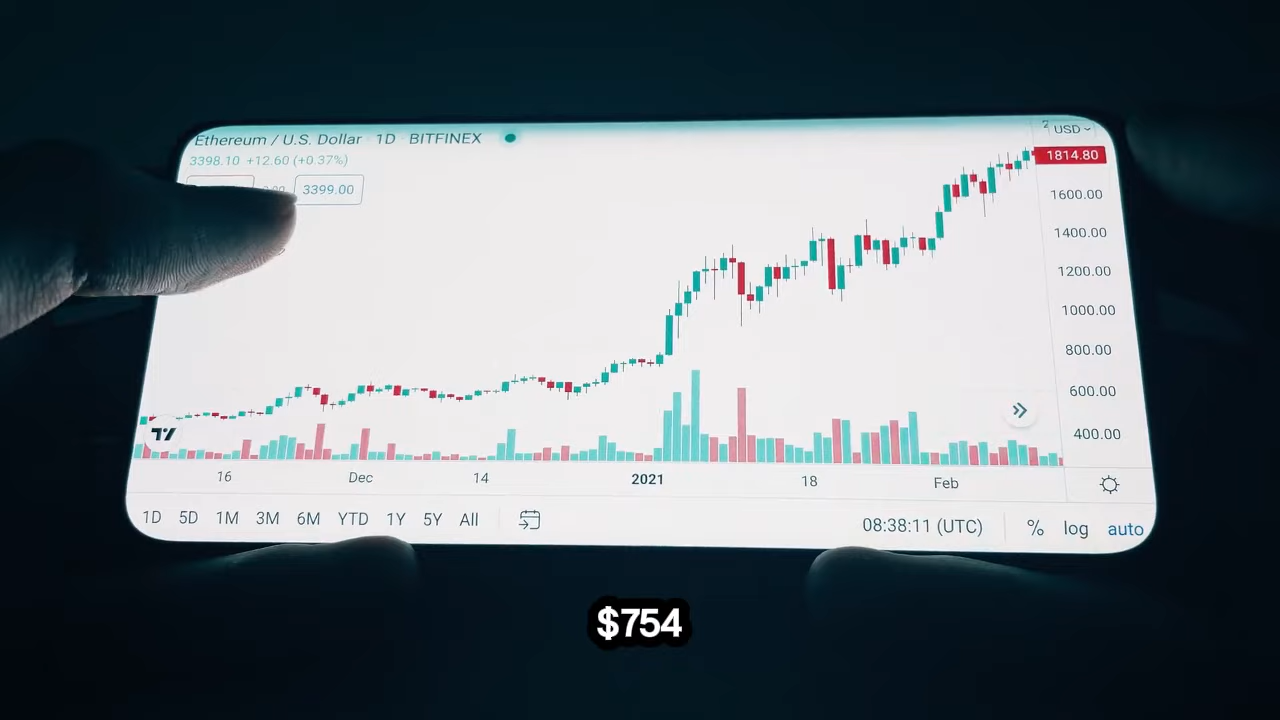 Ethereum / U.S. Dollar · 1D · BITFINEX
USD
3398.10 +12.60 (+0.37%)
3399.00
1814.80
1600.00
1400.00
1200.00
1000.00
800.00
600.00
400.00
16 Dec 14 2021 18 Feb
1D 5D 1M 3M 6M YTD 1Y 5Y All 08:38:11 (UTC) % log auto
$754